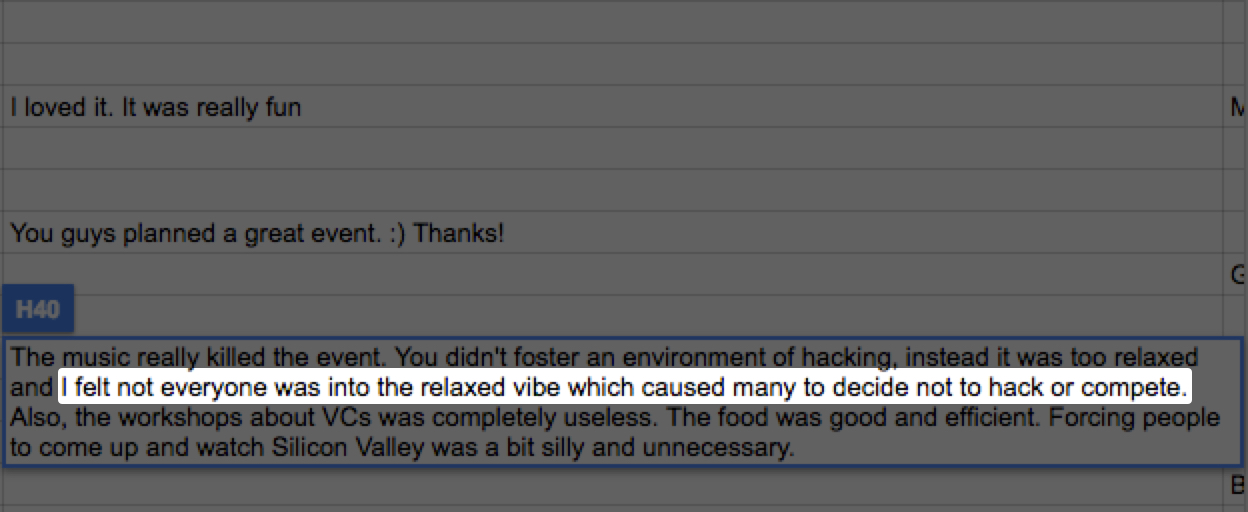 I loved it. It was really fun
M
You guys planned a great event. :) Thanks!
G
H40
The music really killed the event. You didn't foster an environment of hacking, instead it was too relaxed
and I felt not everyone was into the relaxed vibe which caused many to decide not to hack or compete.
Also, the workshops about VCs was completely useless. The food was good and efficient. Forcing people
to come up and watch Silicon Valley was a bit silly and unnecessary.
B